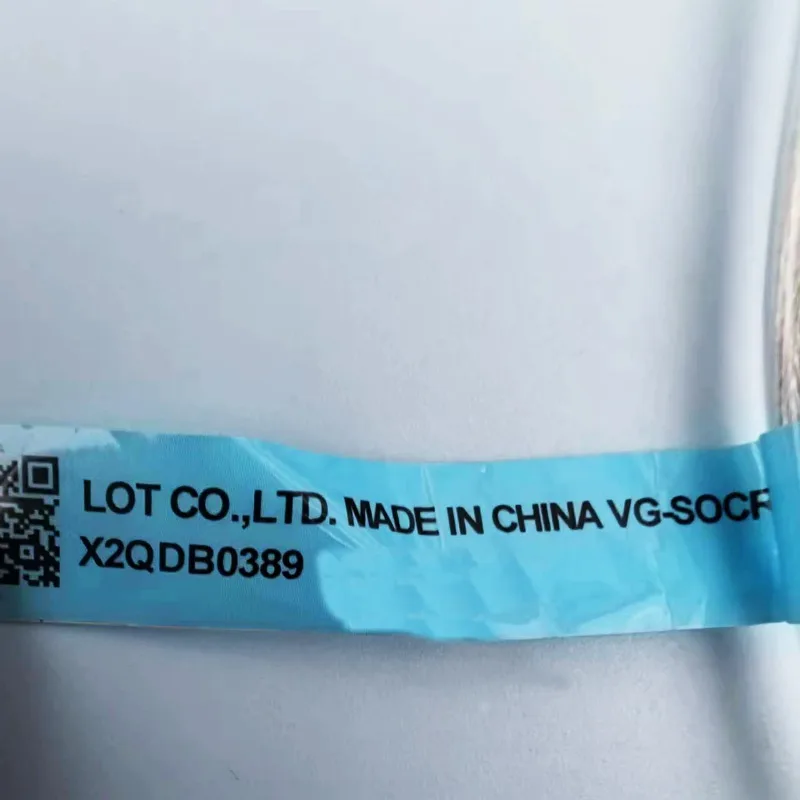 LOT CO.,LTD. MADE IN CHINA VG-SOCR
X2QDB0389